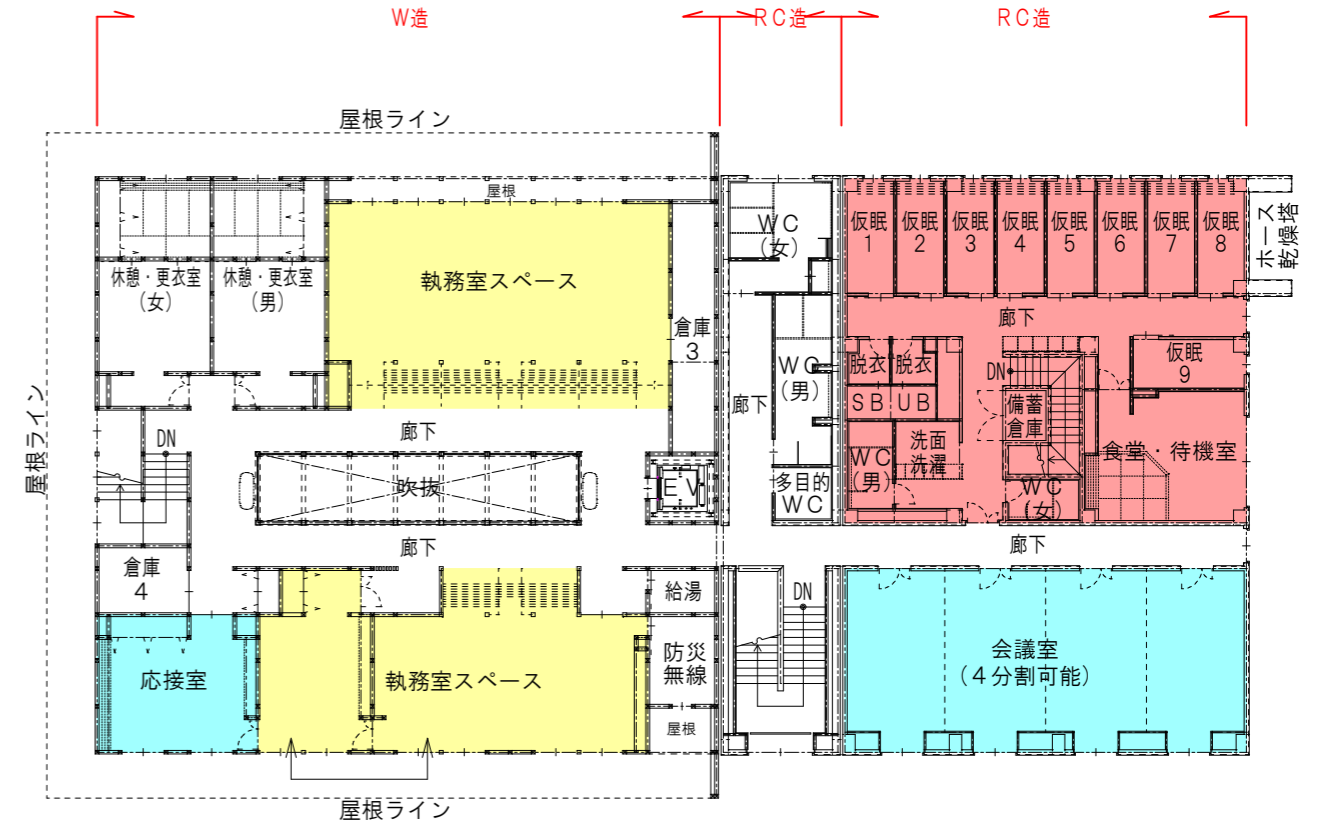 W造
RC造
RC造
屋根ライン
屋根
休憩・更衣室
(女)
休憩・更衣室
(男)
執務室スペース
倉庫
3
WC
(女)
仮眠
1
仮眠
2
仮眠
3
仮眠
4
仮眠
5
仮眠
6
仮眠
7
仮眠
8
ホース
乾燥塔
廊下
屋根ライン
廊下
WC
(男)
脱衣
脱衣
SB
UB
DN
備蓄
倉庫
仮眠
9
DN
廊下
吹抜
EV
多目的
WC
WC
(男)
洗面
洗濯
WC
(女)
食堂・待機室
廊下
廊下
倉庫
4
給湯
DN
応接室
執務室スペース
防災
無線
屋根
会議室
(4分割可能)
屋根ライン